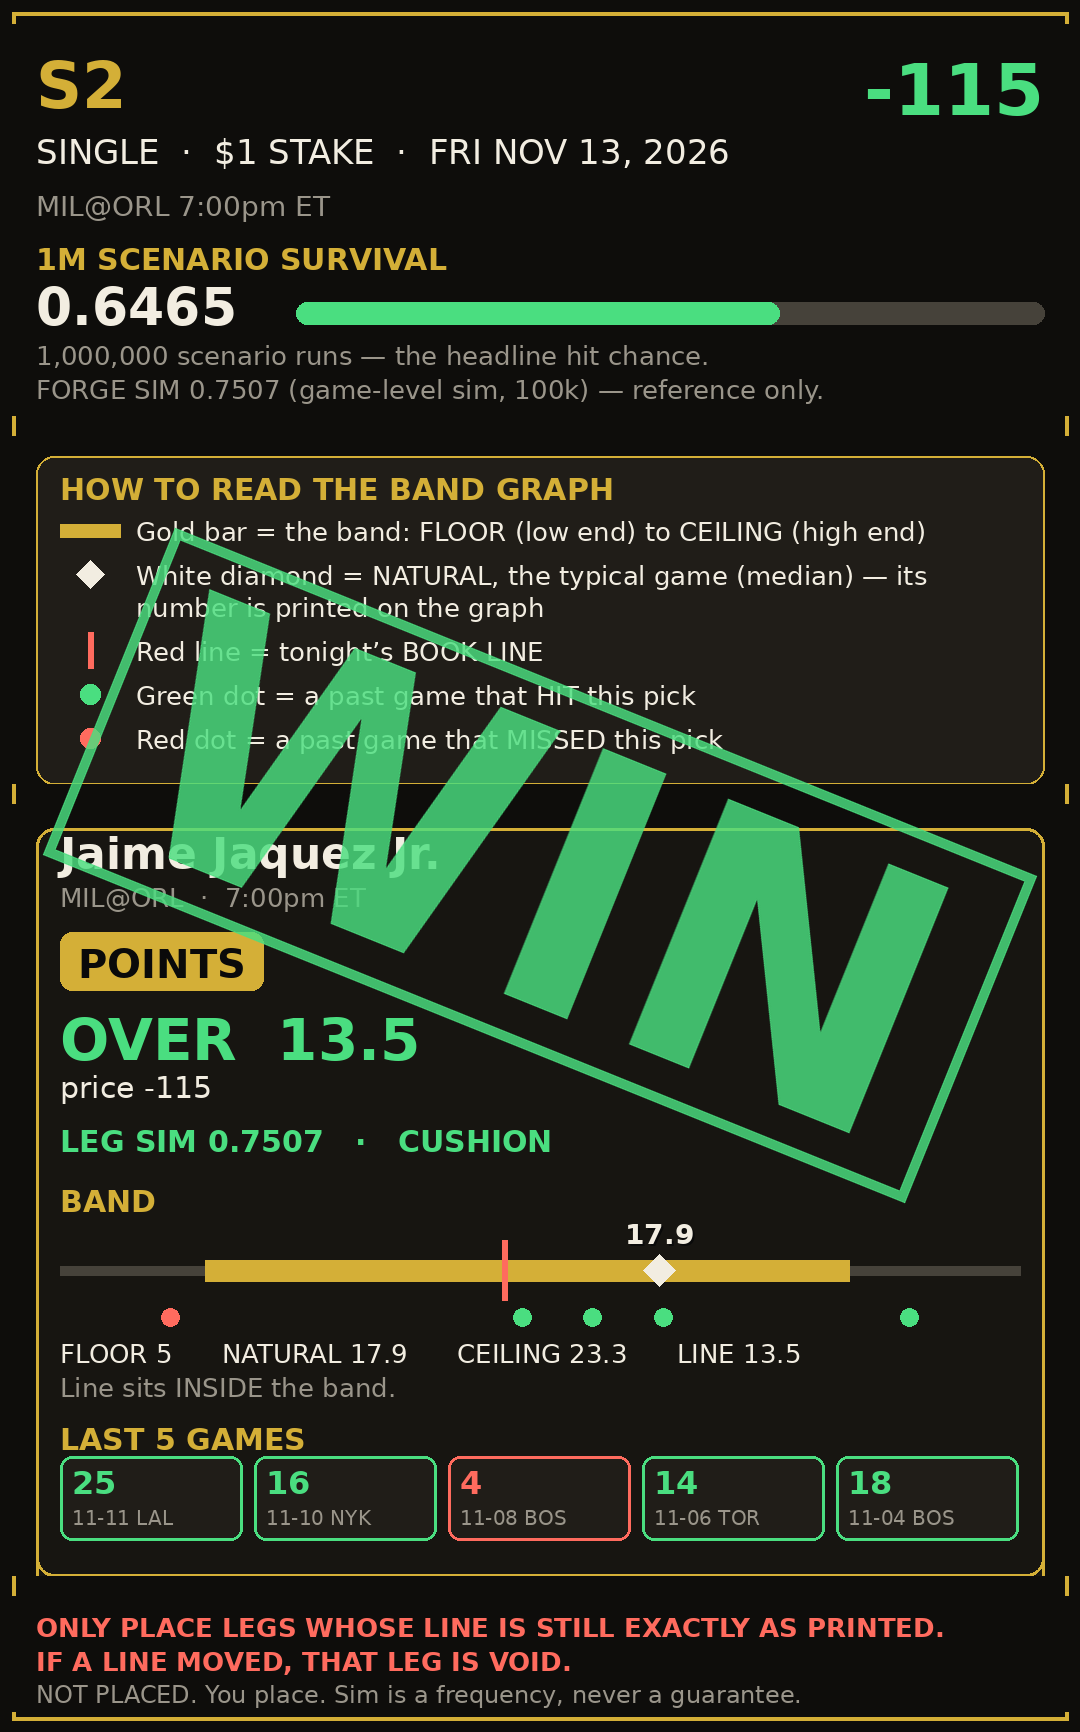 S2
-115
SINGLE · $1 STAKE · FRI NOV 13, 2026
MIL@ORL 7:00pm ET
1M SCENARIO SURVIVAL
0.6465
1,000,000 scenario runs — the headline hit chance.
FORGE SIM 0.7507 (game-level sim, 100k) — reference only.
HOW TO READ THE BAND GRAPH
Gold bar = the band: FLOOR (low end) to CEILING (high end)
White diamond = NATURAL, the typical game (median) — its
number is printed on the graph
Red line = tonight’s BOOK LINE
Green dot = a past game that HIT this pick
Red dot = a past game that MISSED this pick
WIN
Jaime Jaquez Jr.
MIL@ORL · 7:00pm ET
POINTS
OVER 13.5
price -115
LEG SIM 0.7507 · CUSHION
BAND
17.9
FLOOR 5 NATURAL 17.9 CEILING 23.3 LINE 13.5
Line sits INSIDE the band.
LAST 5 GAMES
25 16 4 14 18
11-11 LAL 11-10 NYK 11-08 BOS 11-06 TOR 11-04 BOS
ONLY PLACE LEGS WHOSE LINE IS STILL EXACTLY AS PRINTED.
IF A LINE MOVED, THAT LEG IS VOID.
NOT PLACED. You place. Sim is a frequency, never a guarantee.